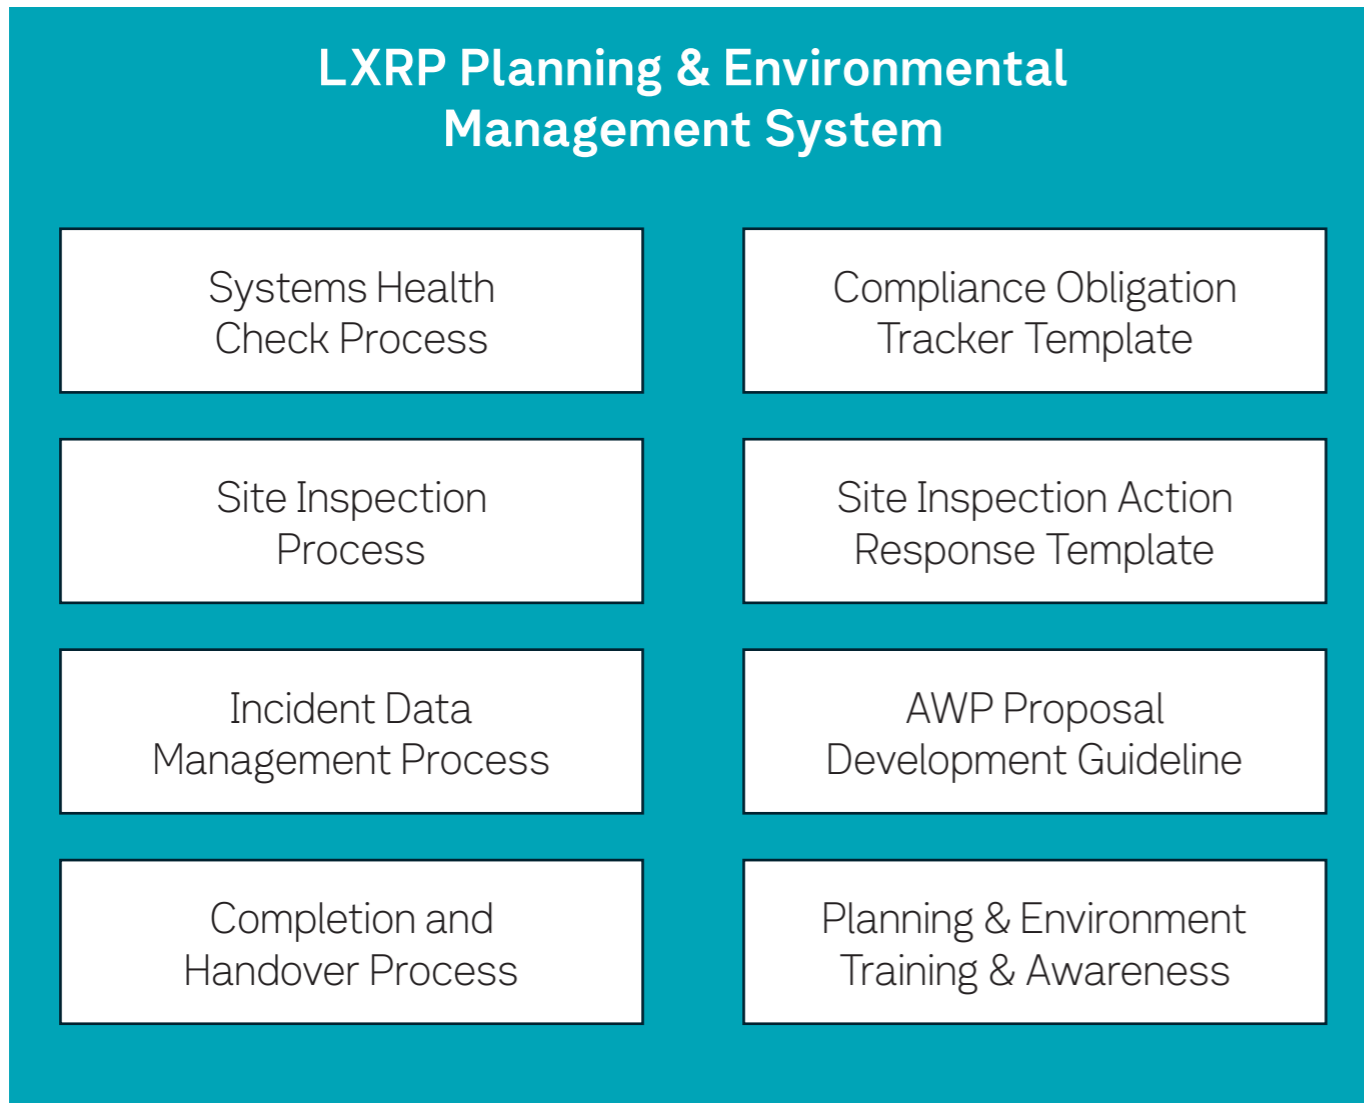 LXRP Planning & Environmental
Management System
Systems Health
Check Process
Compliance Obligation
Tracker Template
Site Inspection
Process
Site Inspection Action
Response Template
Incident Data
Management Process
AWP Proposal
Development Guideline
Completion and
Handover Process
Planning & Environment
Training & Awareness